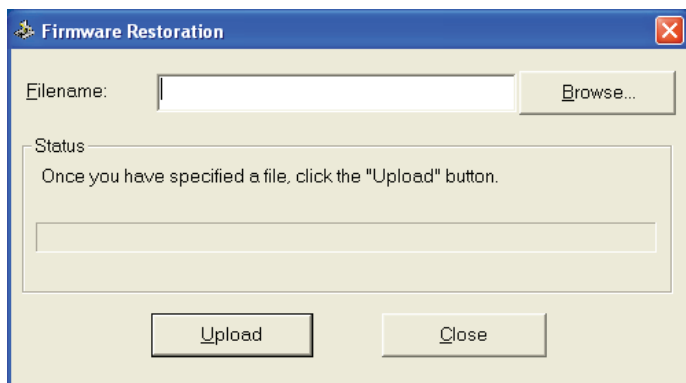 Firmware Restoration
Filename:
Browse...
Status
Once you have specified a file, click the "Upload" button.
Upload
Close